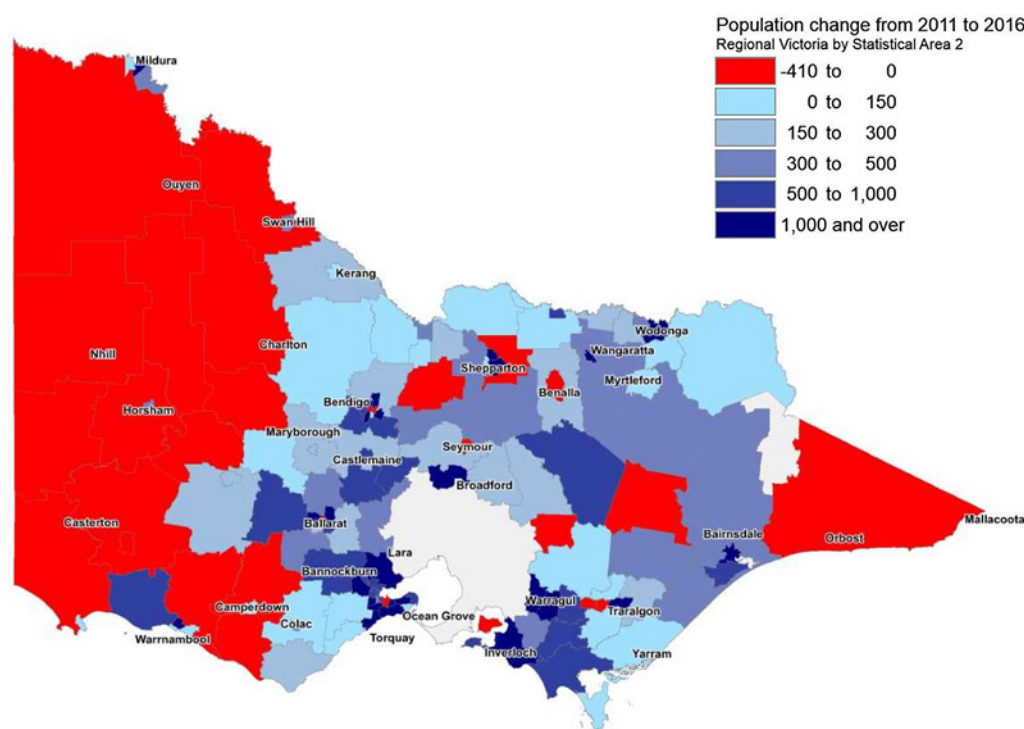 Population change from 2011 to 2016
Regional Victoria by Statistical Area 2
-410 to 0
0 to 150
150 to 300
300 to 500
500 to 1,000
1,000 and over
Mildura
Ouyen
Swan Hill
Kerang
Charlton
Nhill
Horsham
Wodonga
Wangaratta
Shepparton
Myrtleford
Benalla
Bendigo
Maryborough
Seymour
Castlemaine
Broadford
Casterton
Ballarat
Mallacoota
Bairnsdale
Orbost
Lara
Bannockburn
Warragul
Traralgon
Camperdown
Ocean Grove
Colac
Warrnambool
Torquay
Inverloch
Yarram